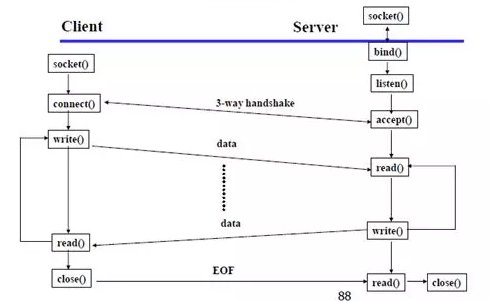 socket()
Client
Server
bind()
socket()
listen()
connect()
3-way handshake
accept()
write()
data
read()
data
write()
read()
EOF
close()
read()
close()
88